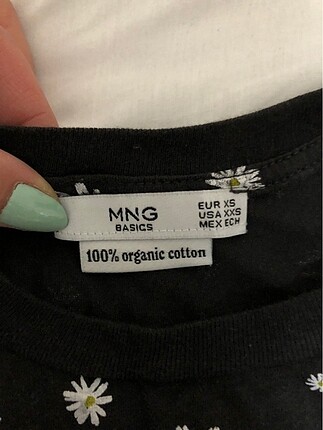 MNG
BASICS
EUR XS
USA XXS
MEX ECH
100% organic cotton